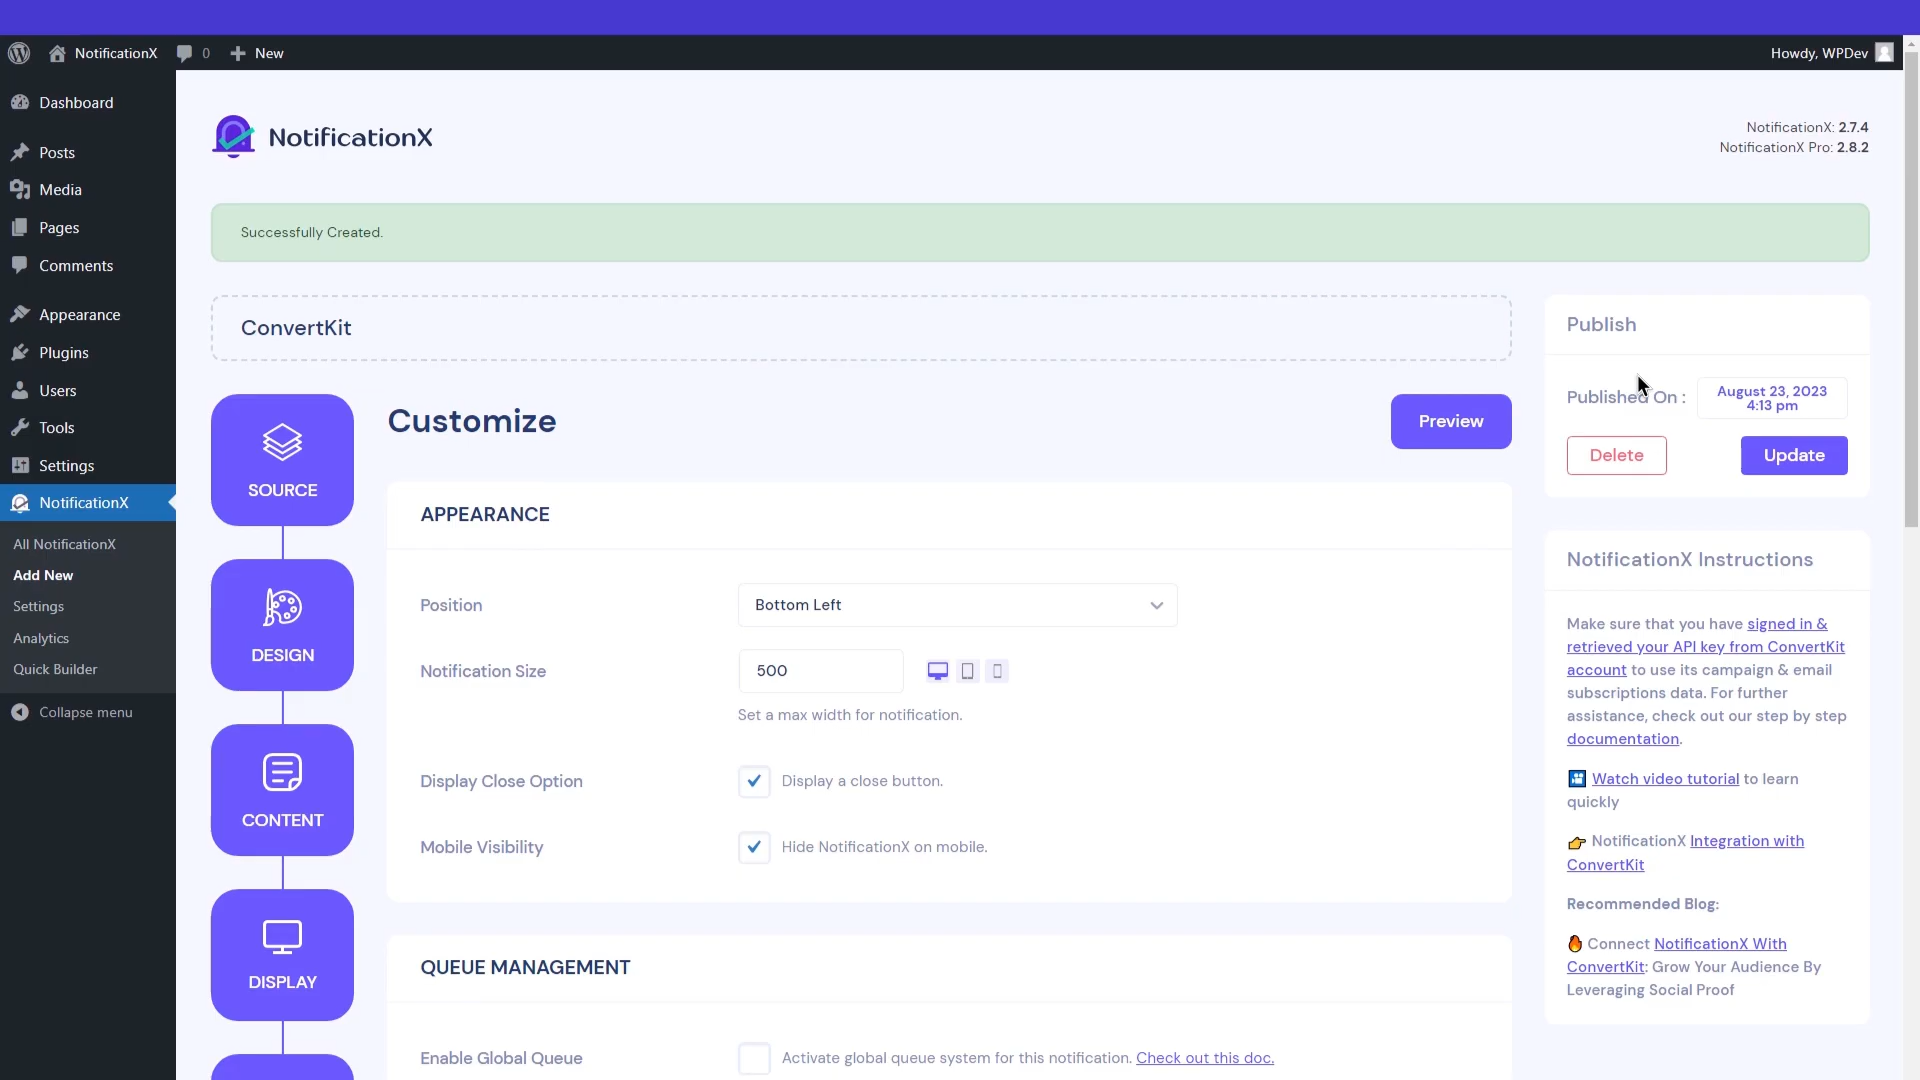 NotificationX
0
New
Howdy, WPDev
Dashboard
Posts
Media
Pages
Comments
Appearance
Plugins
Users
Tools
Settings
NotificationX
All NotificationX
Add New
Settings
Analytics
Quick Builder
Collapse menu
NotificationX
NotificationX: 2.7.4
NotificationX Pro: 2.8.2
Successfully Created.
ConvertKit
SOURCE
DESIGN
CONTENT
DISPLAY
Customize
Preview
APPEARANCE
Position
Bottom Left
Notification Size
500
Set a max width for notification.
Display Close Option
Display a close button.
Mobile Visibility
Hide NotificationX on mobile.
QUEUE MANAGEMENT
Enable Global Queue
Activate global queue system for this notification. Check out this doc.
Publish
Published On :
August 23, 2023
4:13 pm
Delete
Update
NotificationX Instructions
Make sure that you have signed in &
retrieved your API key from ConvertKit
account to use its campaign & email
subscriptions data. For further
assistance, check out our step by step
documentation.
Watch video tutorial to learn
quickly
NotificationX Integration with
ConvertKit
Recommended Blog:
Connect NotificationX With
ConvertKit: Grow Your Audience By
Leveraging Social Proof